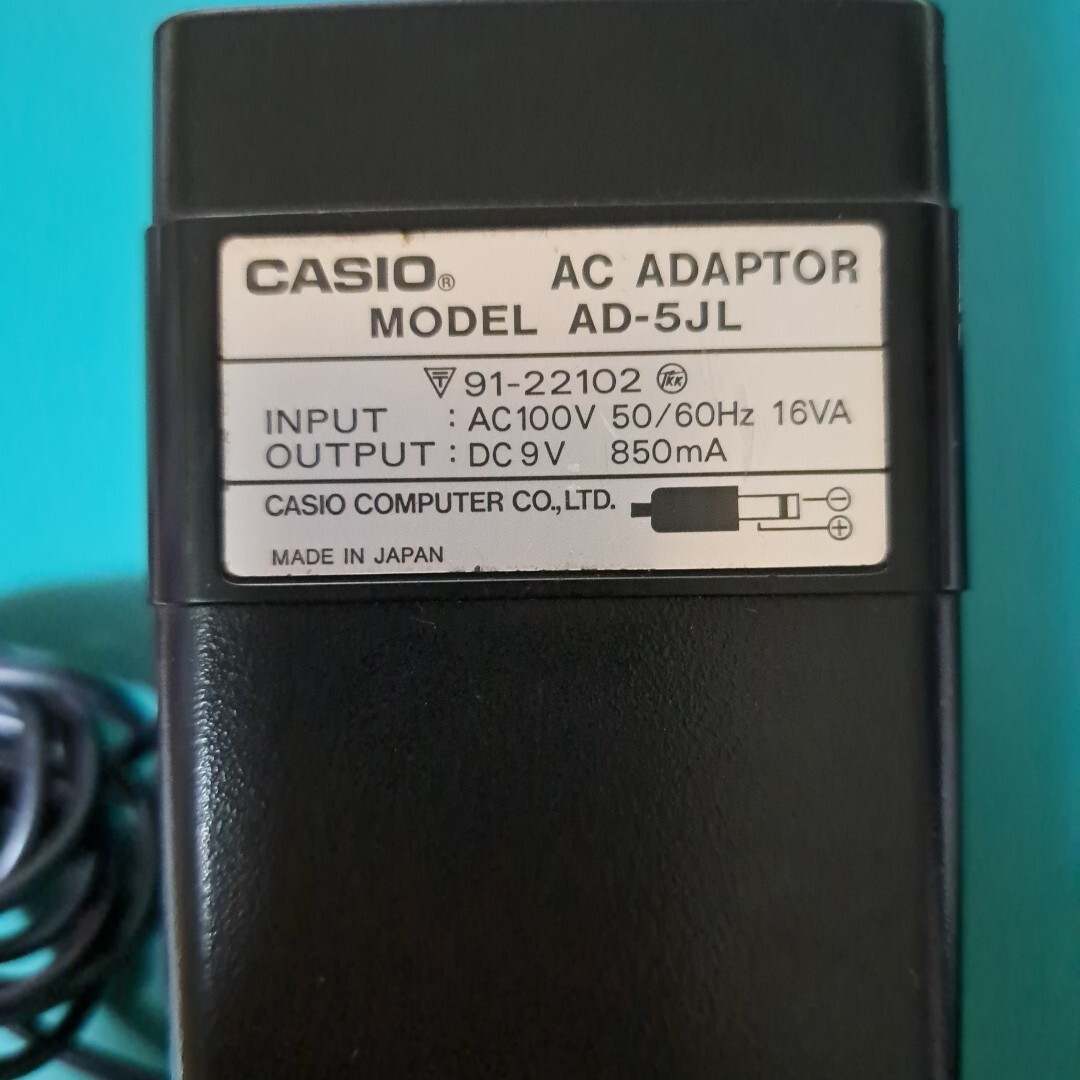 CASIO® AC ADAPTOR
MODEL AD-5JL
91-22102
INPUT : AC100V 50/60Hz 16VA
OUTPUT : DC9V 850mA
CASIO COMPUTER CO.,LTD.
MADE IN JAPAN